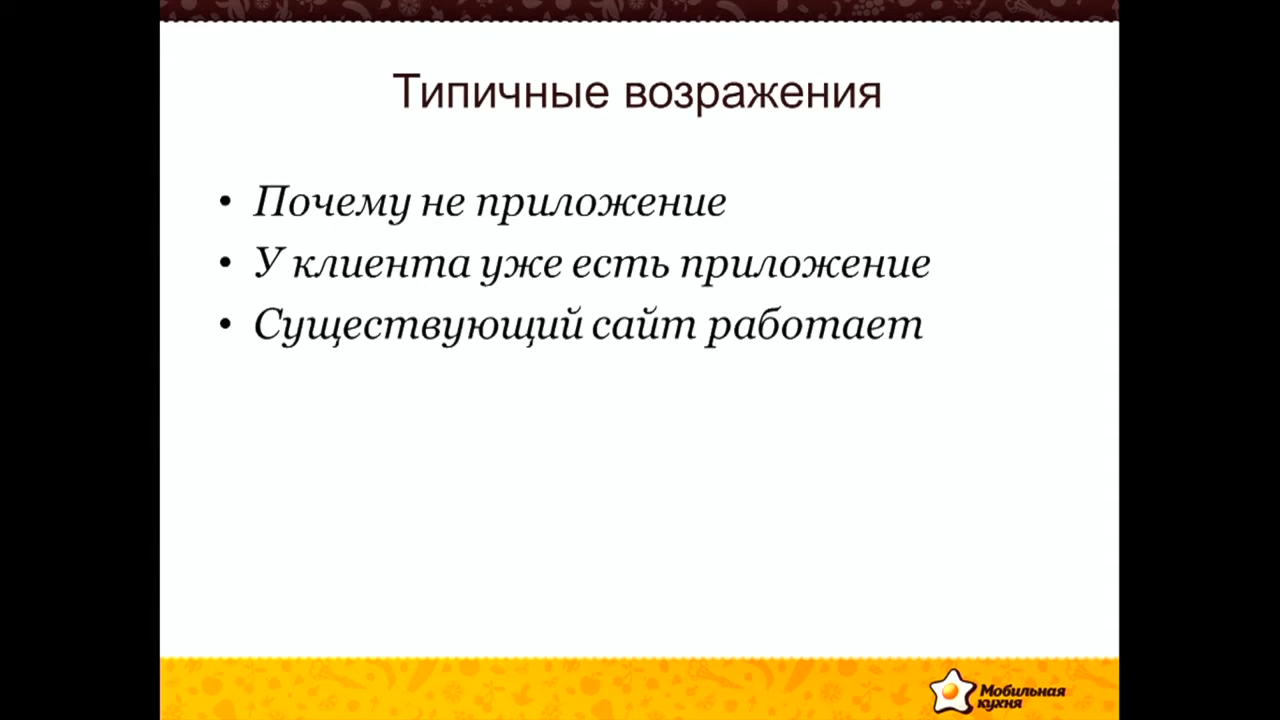 Типичные возражения
• Почему не приложение
• У клиента уже есть приложение
• Существующий сайт работает
Мобильная
кухня